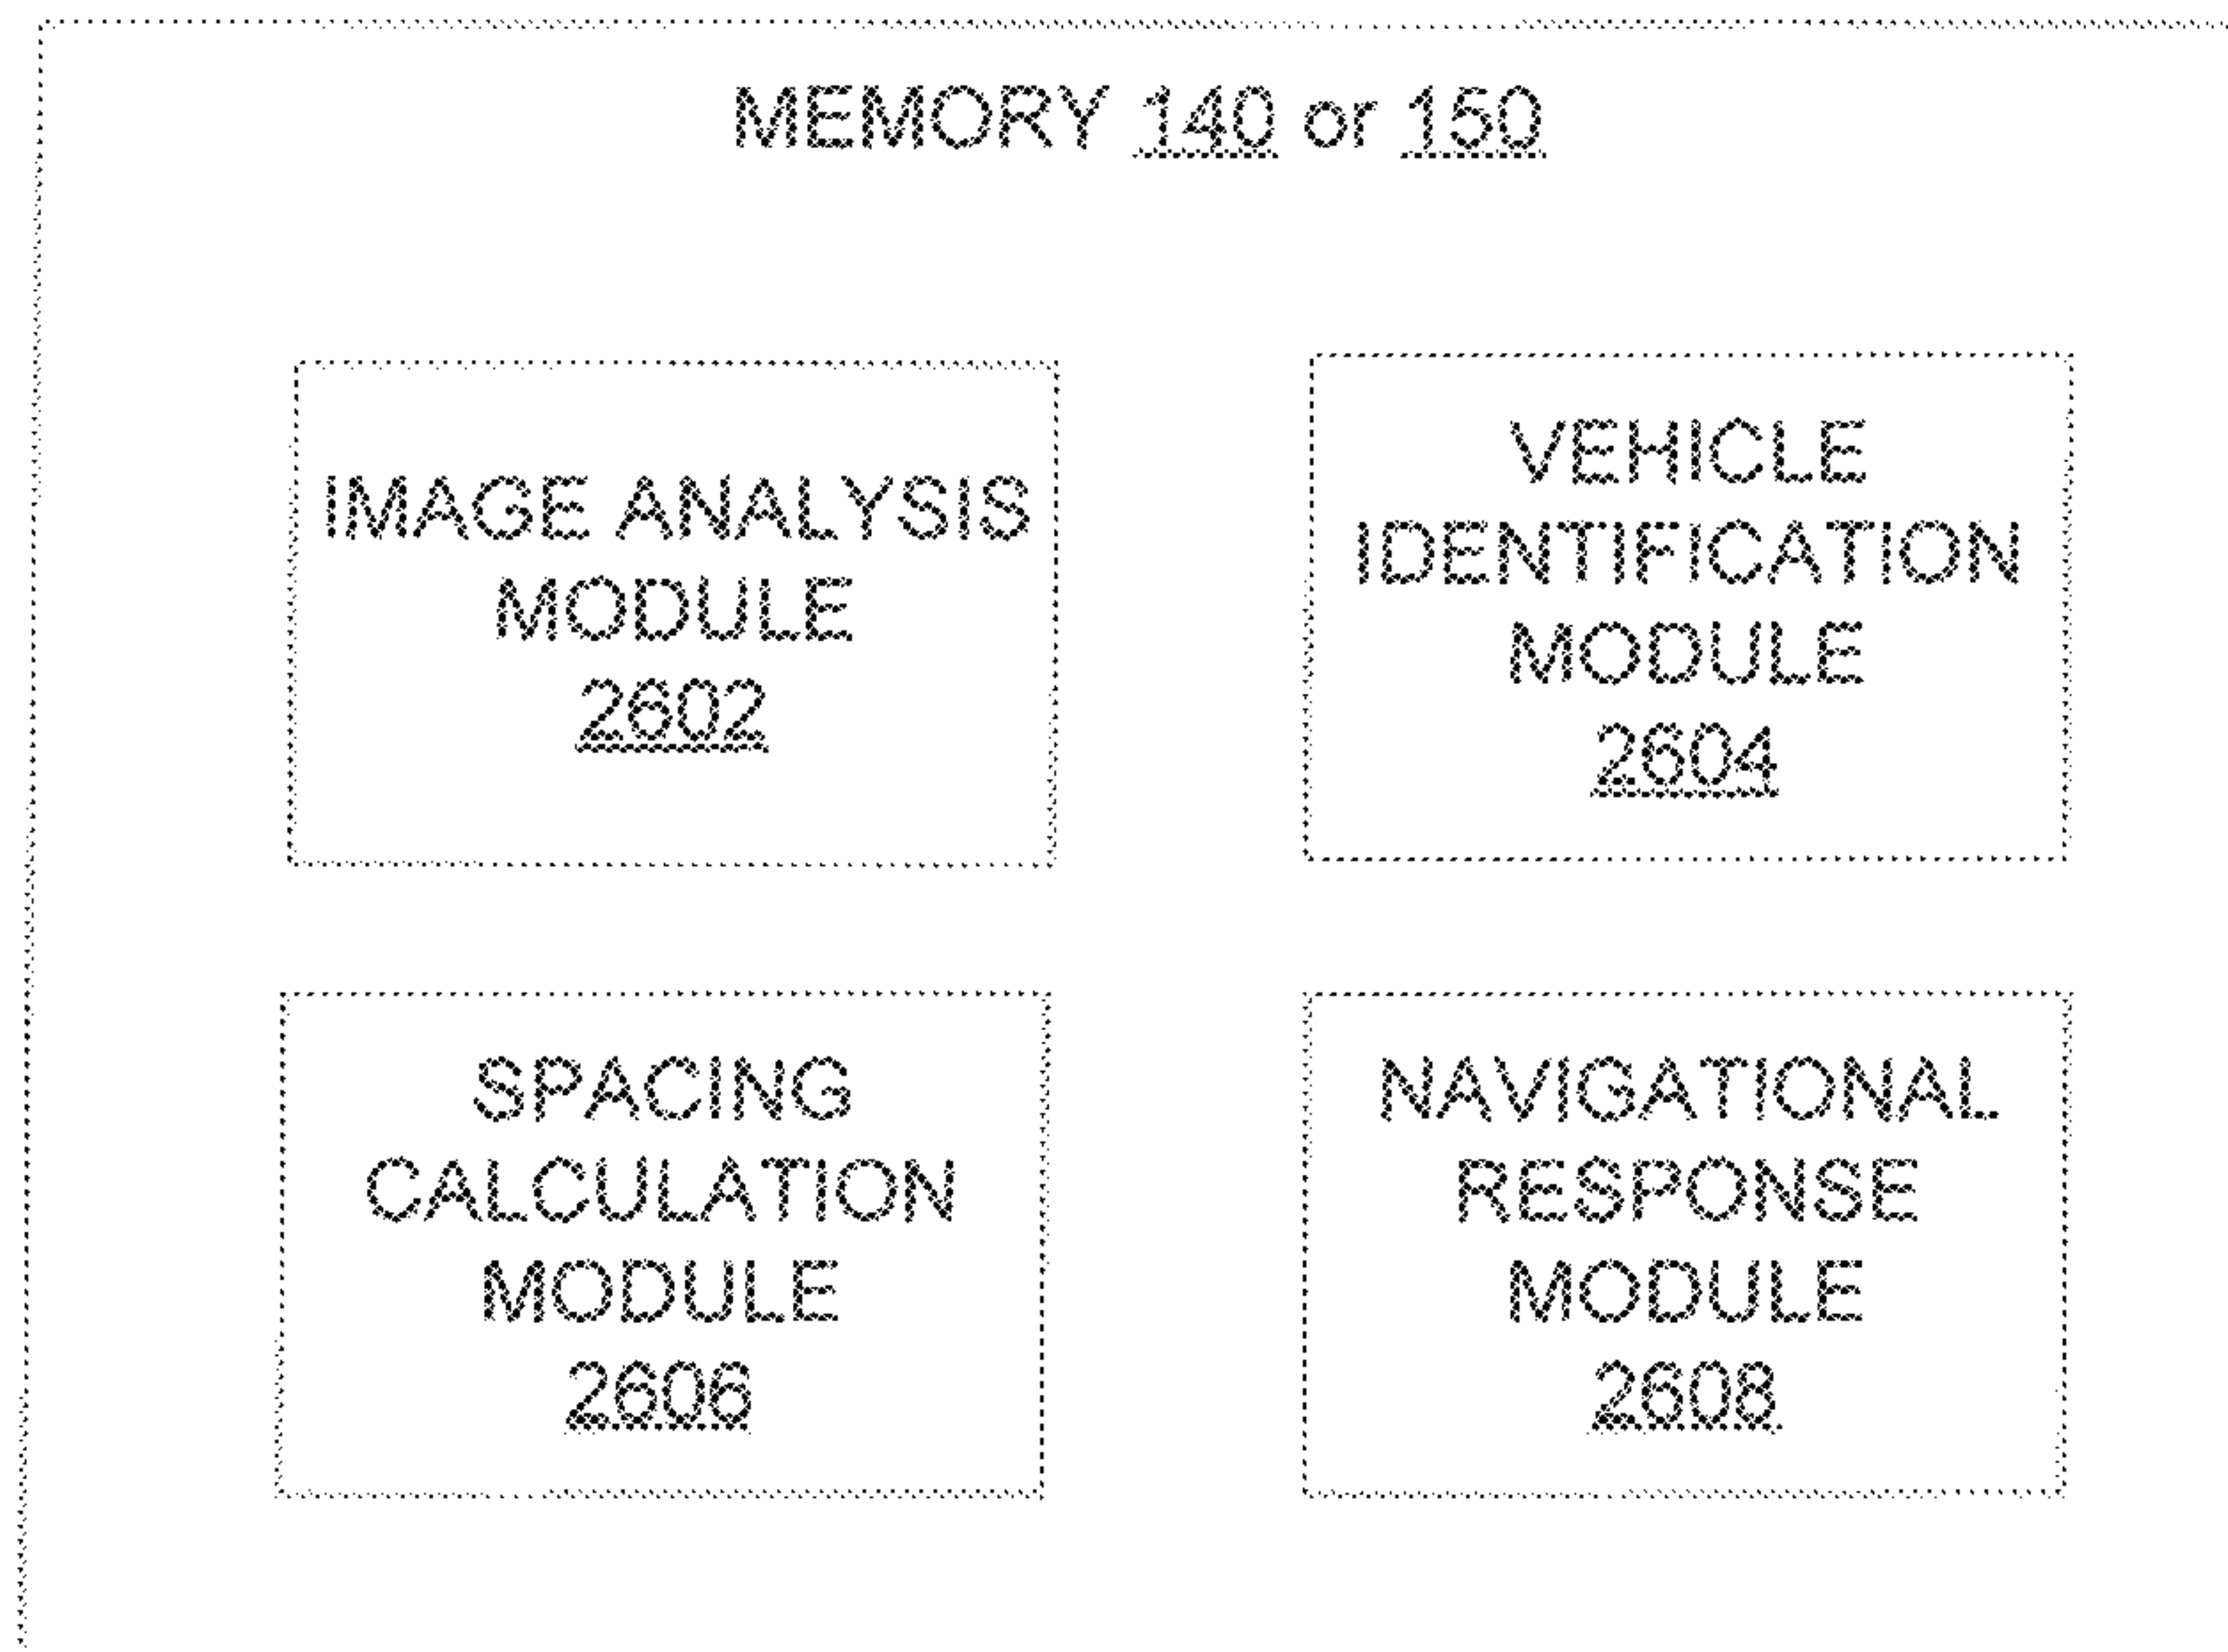 MEMORY 140 or 150
IMAGE ANALYSIS
MODULE
2602
VEHICLE
IDENTIFICATION
MODULE
2604
SPACING
CALCULATION
MODULE
2606
NAVIGATIONAL
RESPONSE
MODULE
2608